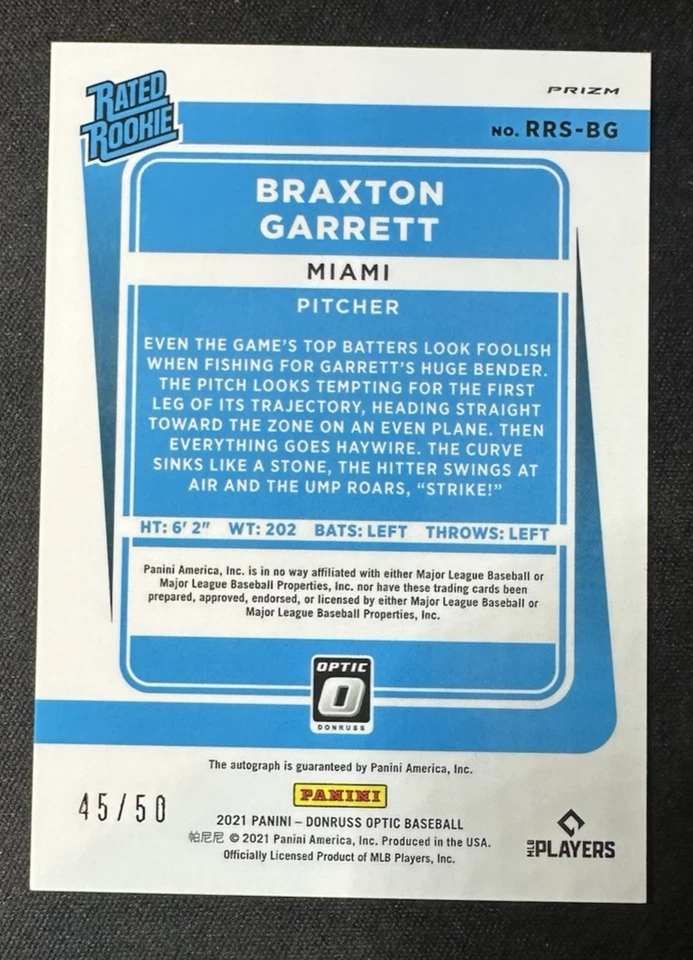 RATED
ROOKIE
PRIZM
NO. RRS-BG
BRAXTON
GARRETT
MIAMI
PITCHER
EVEN THE GAME'S TOP BATTERS LOOK FOOLISH
WHEN FISHING FOR GARRETT'S HUGE BENDER.
THE PITCH LOOKS TEMPTING FOR THE FIRST
LEG OF ITS TRAJECTORY, HEADING STRAIGHT
TOWARD THE ZONE ON AN EVEN PLANE. THEN
EVERYTHING GOES HAYWIRE. THE CURVE
SINKS LIKE A STONE, THE HITTER SWINGS AT
AIR AND THE UMP ROARS, "STRIKE!"
HT: 6' 2" WT: 202 BATS: LEFT THROWS: LEFT
Panini America, Inc. is in no way affiliated with either Major League Baseball or
Major League Baseball Properties, Inc. nor have these trading cards been
prepared, approved, endorsed, or licensed by either Major League Baseball or
Major League Baseball Properties, Inc.
OPTIC
O
DONRUSS
The autograph is guaranteed by Panini America, Inc.
PANINI
45/50
2021 PANINI – DONRUSS OPTIC BASEBALL
帕尼尼 © 2021 Panini America, Inc. Produced in the USA.
Officially Licensed Product of MLB Players, Inc.
MLB PLAYERS